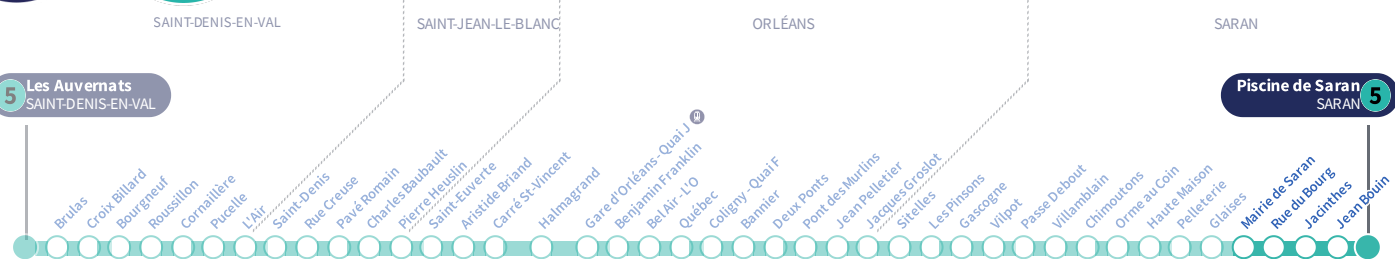 SAINT-DENIS-EN-VAL
SAINT-JEAN-LE-BLANC
ORLÉANS
SARAN
5
Les Auvernats
SAINT-DENIS-EN-VAL
Piscine de Saran
SARAN
5
Brulas
Croix Billard
Bourgneuf
Roussillon
Cornaillère
Pucelle
L'Air
Saint-Denis
Rue Creuse
Pavé Romain
Charles Baubault
Pierre Heuslin
Saint-Euverte
Aristide Briand
Carré St-Vincent
Halmagrand
Gare d'Orléans - Quai J
Benjamin Franklin
Bel Air - L'O
Québec
Coligny - Quai F
Bannier
Deux Ponts
Pont des Murlins
Jean Pelletier
Jacques Groslot
Sitelles
Les Pinsons
Gascogne
Vilpot
Passe Debout
Villamblain
Chimoutons
Orme au Coin
Haute Maison
Pelleterie
Glaises
Mairie de Saran
Rue du Bourg
Jacinthes
Jean Bouin